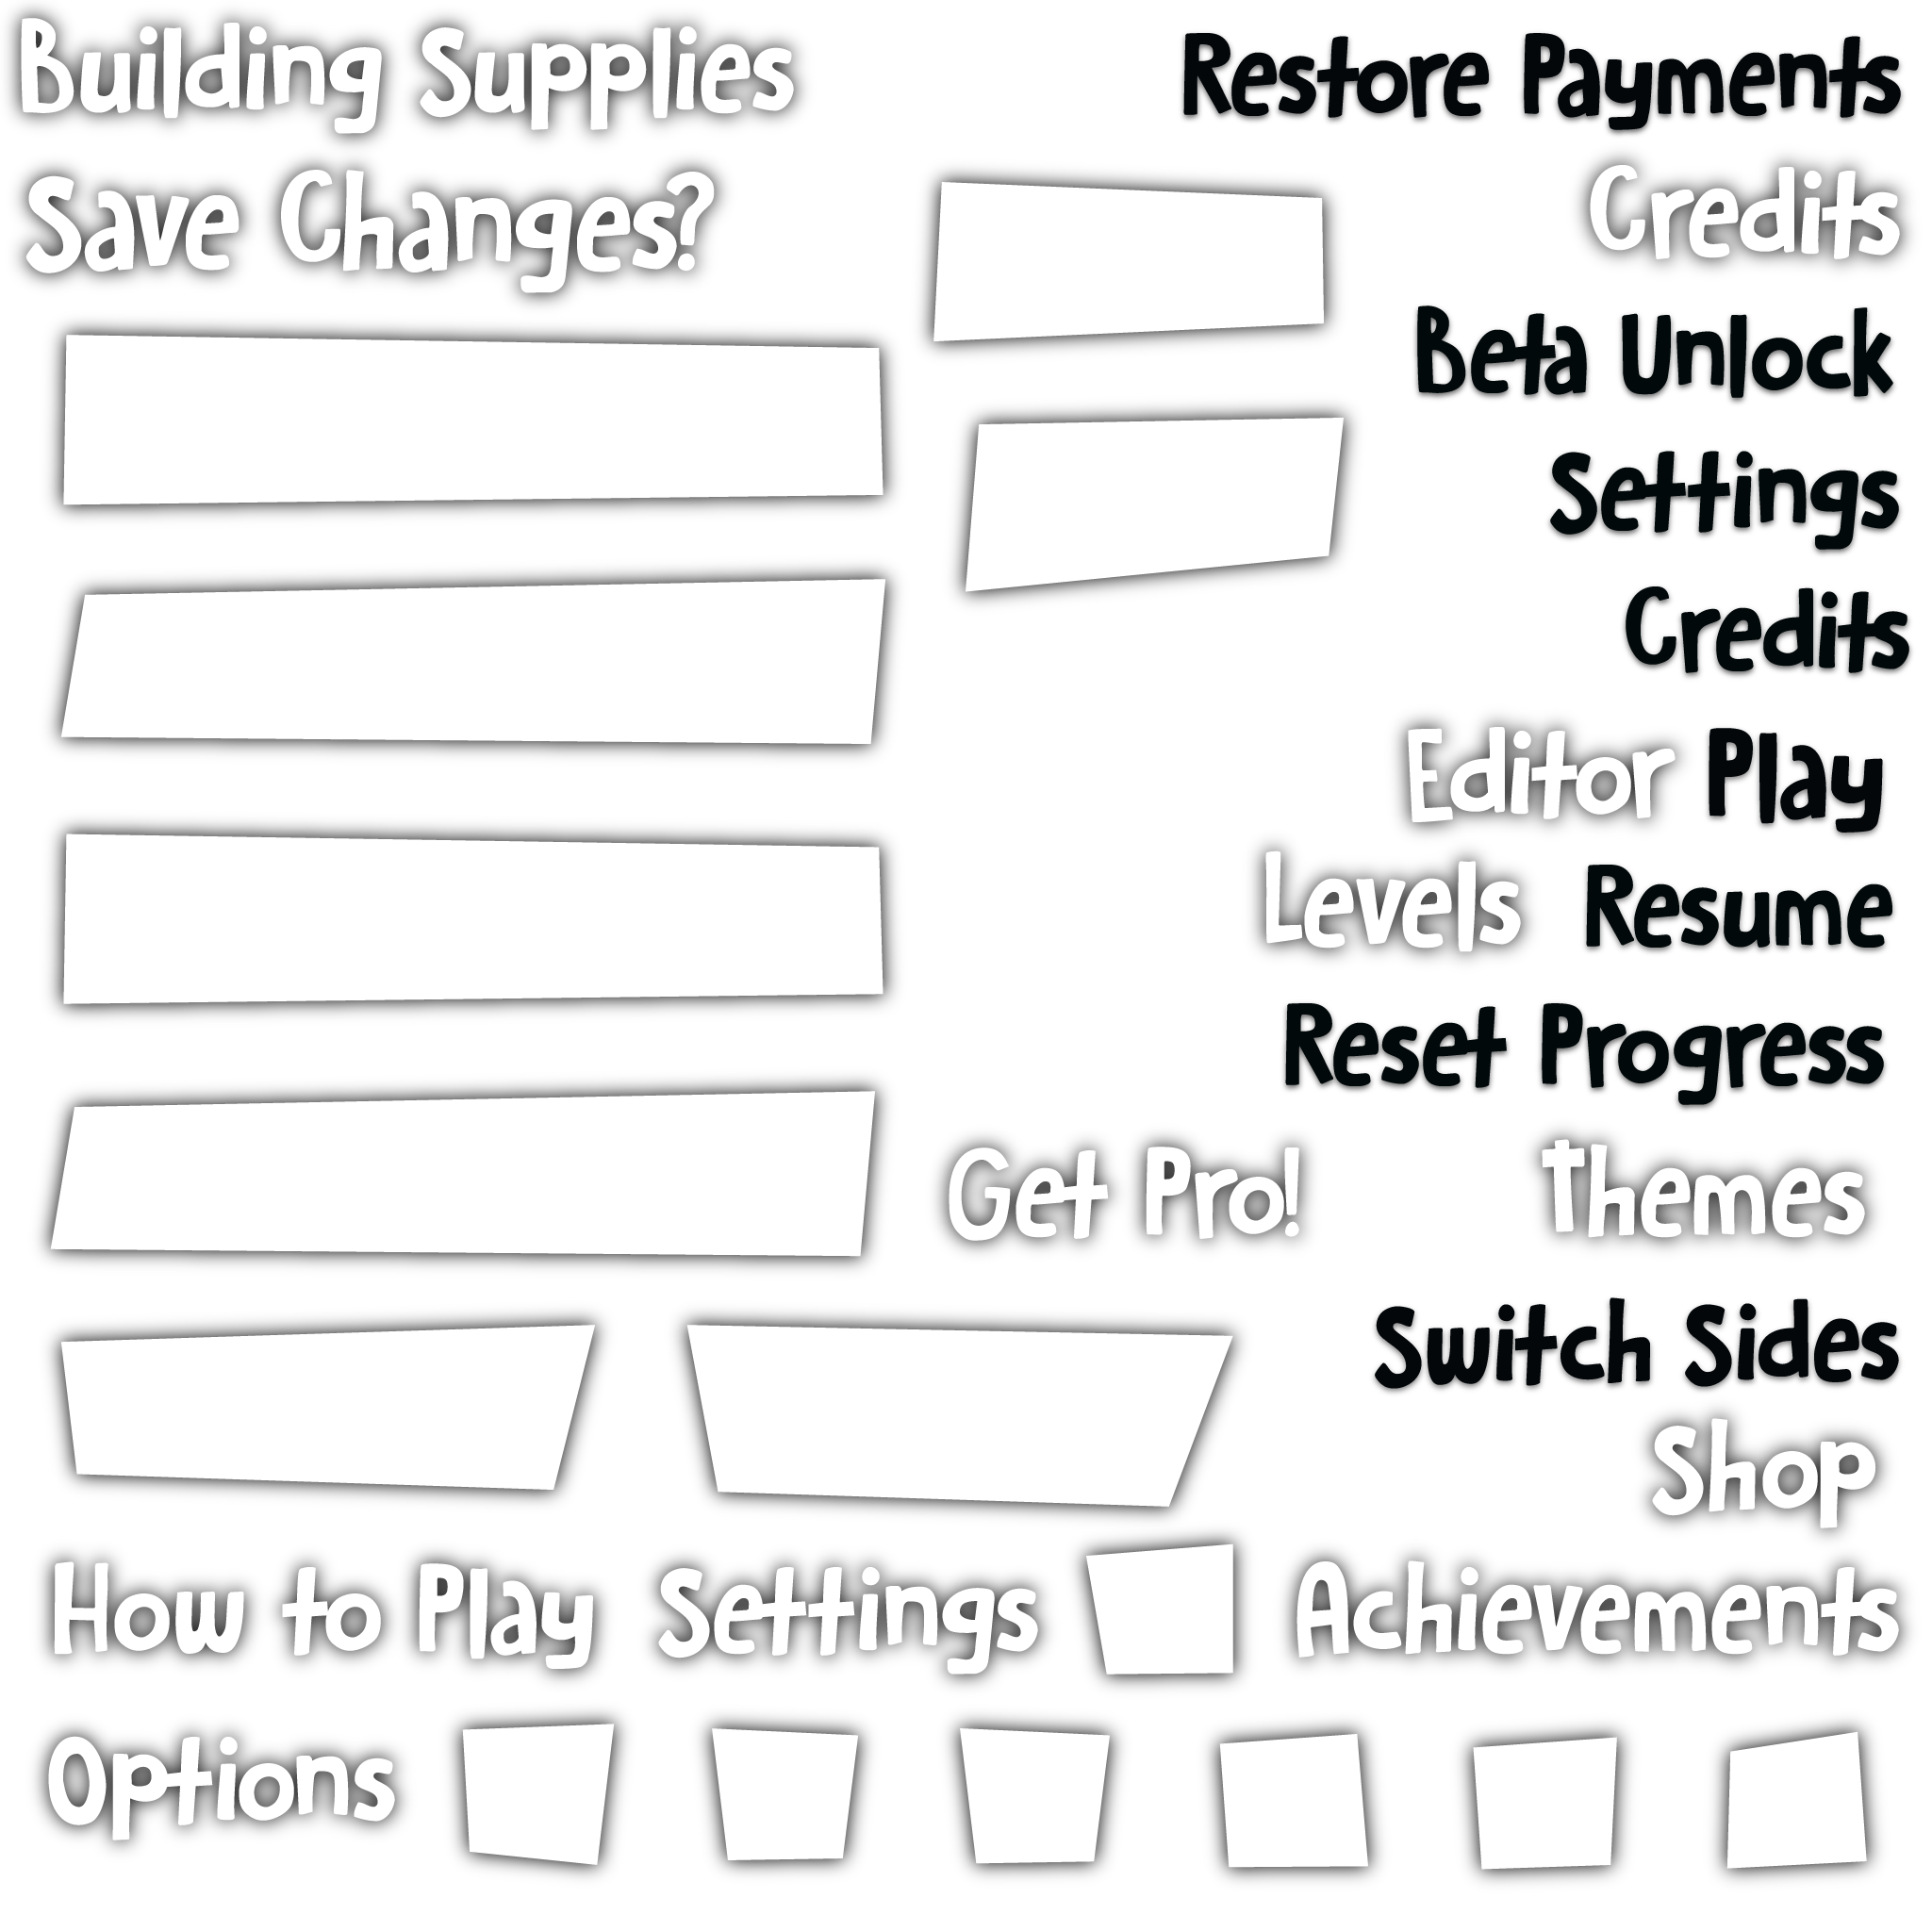 Building Supplies
Restore Payments
Save Changes?
Credits
Beta Unlock
Settings
Credits
Editor Play
Levels Resume
Reset Progress
Get Pro! Themes
Switch Sides
Shop
How to Play Settings Achievements
Options